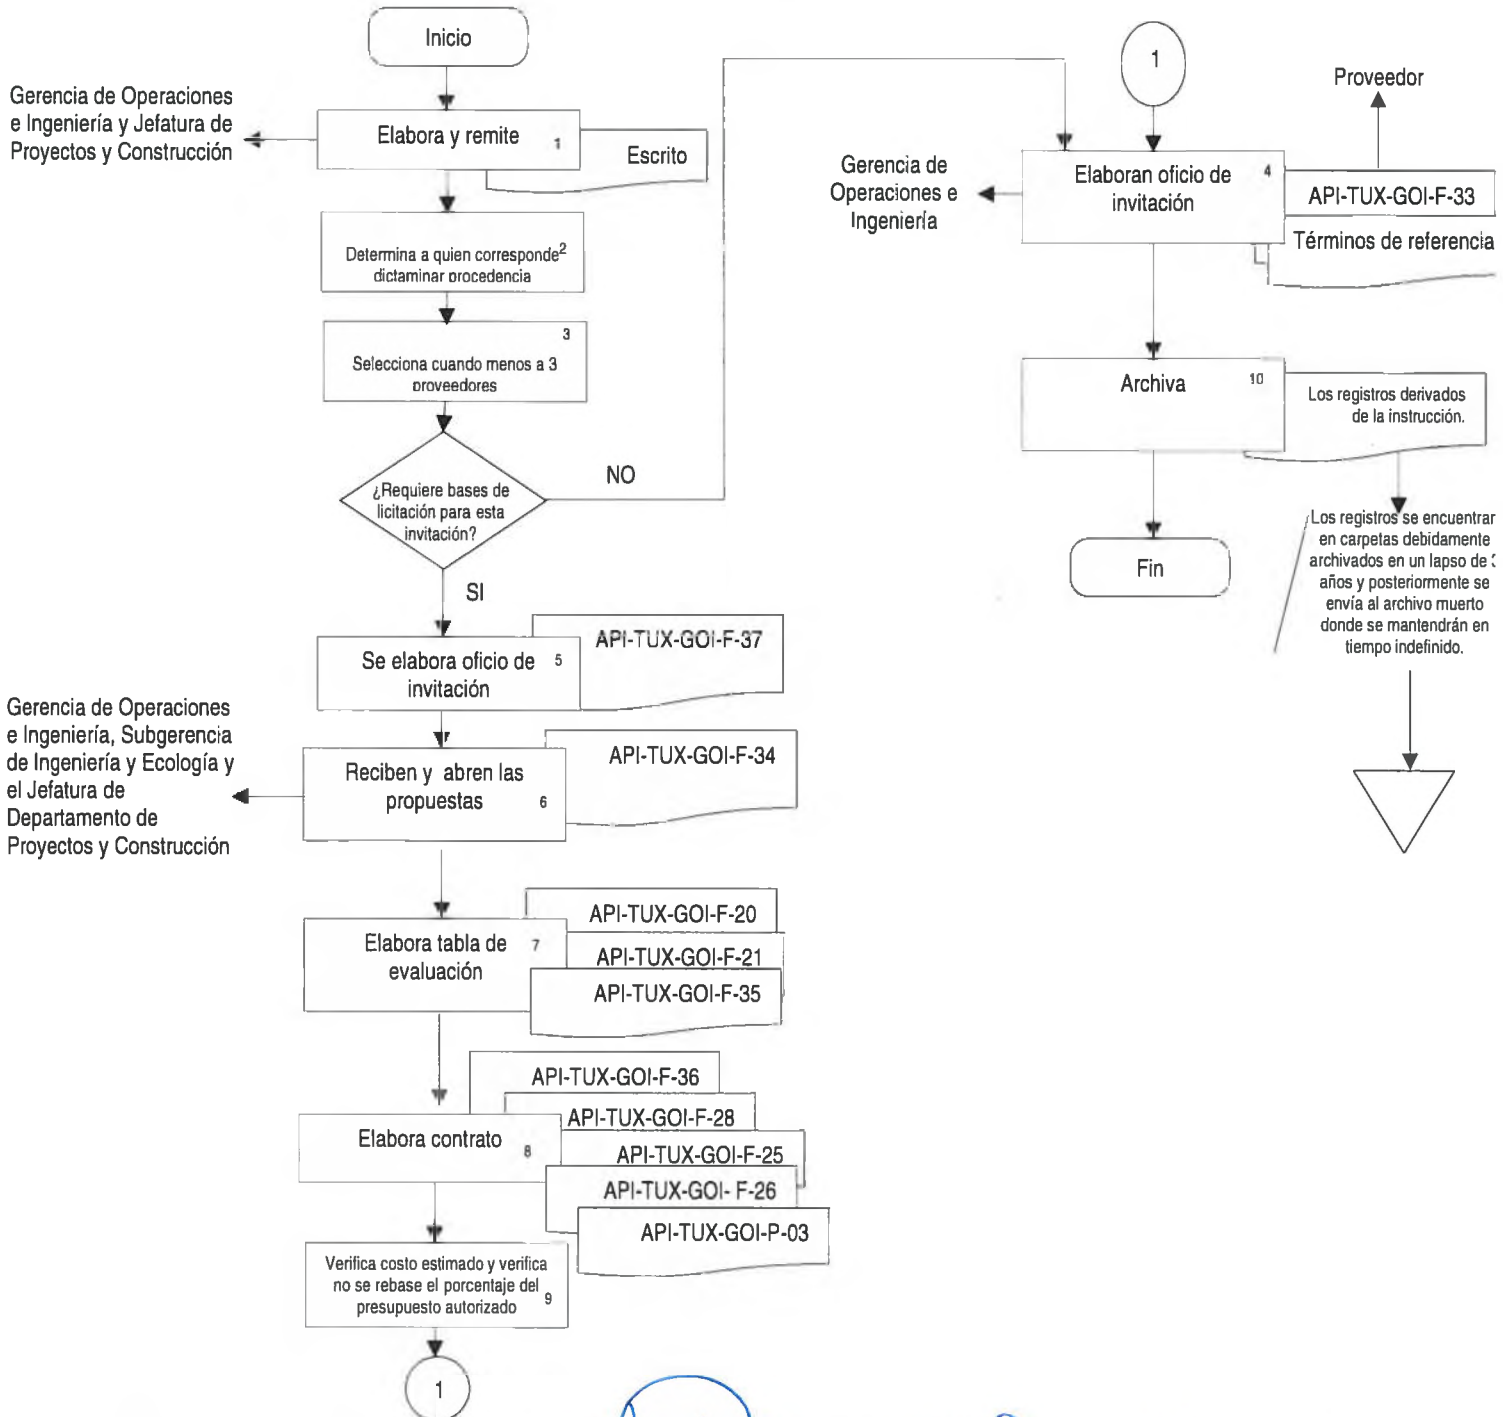 Inicio
Gerencia de Operaciones
e Ingeniería y Jefatura de
Proyectos y Construcción
Elabora y remite 1
Escrito
Determina a quien corresponde 2
dictaminar procedencia
3
Selecciona cuando menos a 3
proveedores
¿Requiere bases de
licitación para esta
invitación?
NO
SI
Se elabora oficio de 5
invitación
API-TUX-GOI-F-37
Gerencia de Operaciones
e Ingeniería, Subgerencia
de Ingeniería y Ecología y
el Jefatura de
Departamento de
Proyectos y Construcción
Reciben y abren las
propuestas 6
API-TUX-GOI-F-34
Elabora tabla de 7
evaluación
API-TUX-GOI-F-20
API-TUX-GOI-F-21
API-TUX-GOI-F-35
Elabora contrato 8
API-TUX-GOI-F-36
API-TUX-GOI-F-28
API-TUX-GOI-F-25
API-TUX-GOI- F-26
API-TUX-GOI-P-03
Verifica costo estimado y verifica
no se rebase el porcentaje del
presupuesto autorizado 9
1
1
Proveedor
Gerencia de
Operaciones e
Ingeniería
Elaboran oficio de 4
invitación
API-TUX-GOI-F-33
Términos de referencia
Archiva 10
Los registros derivados
de la instrucción.
Fin
Los registros se encuentran
en carpetas debidamente
archivados en un lapso de
años y posteriormente se
envía al archivo muerto
donde se mantendrán en
tiempo indefinido.